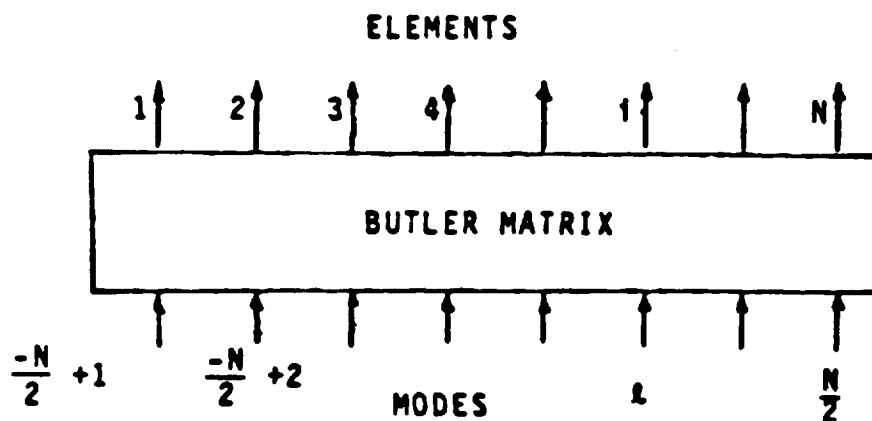 ELEMENTS
1 2 3 4 i N
BUTLER MATRIX
-N/2 +1 -N/2 +2 ℓ N/2
MODES